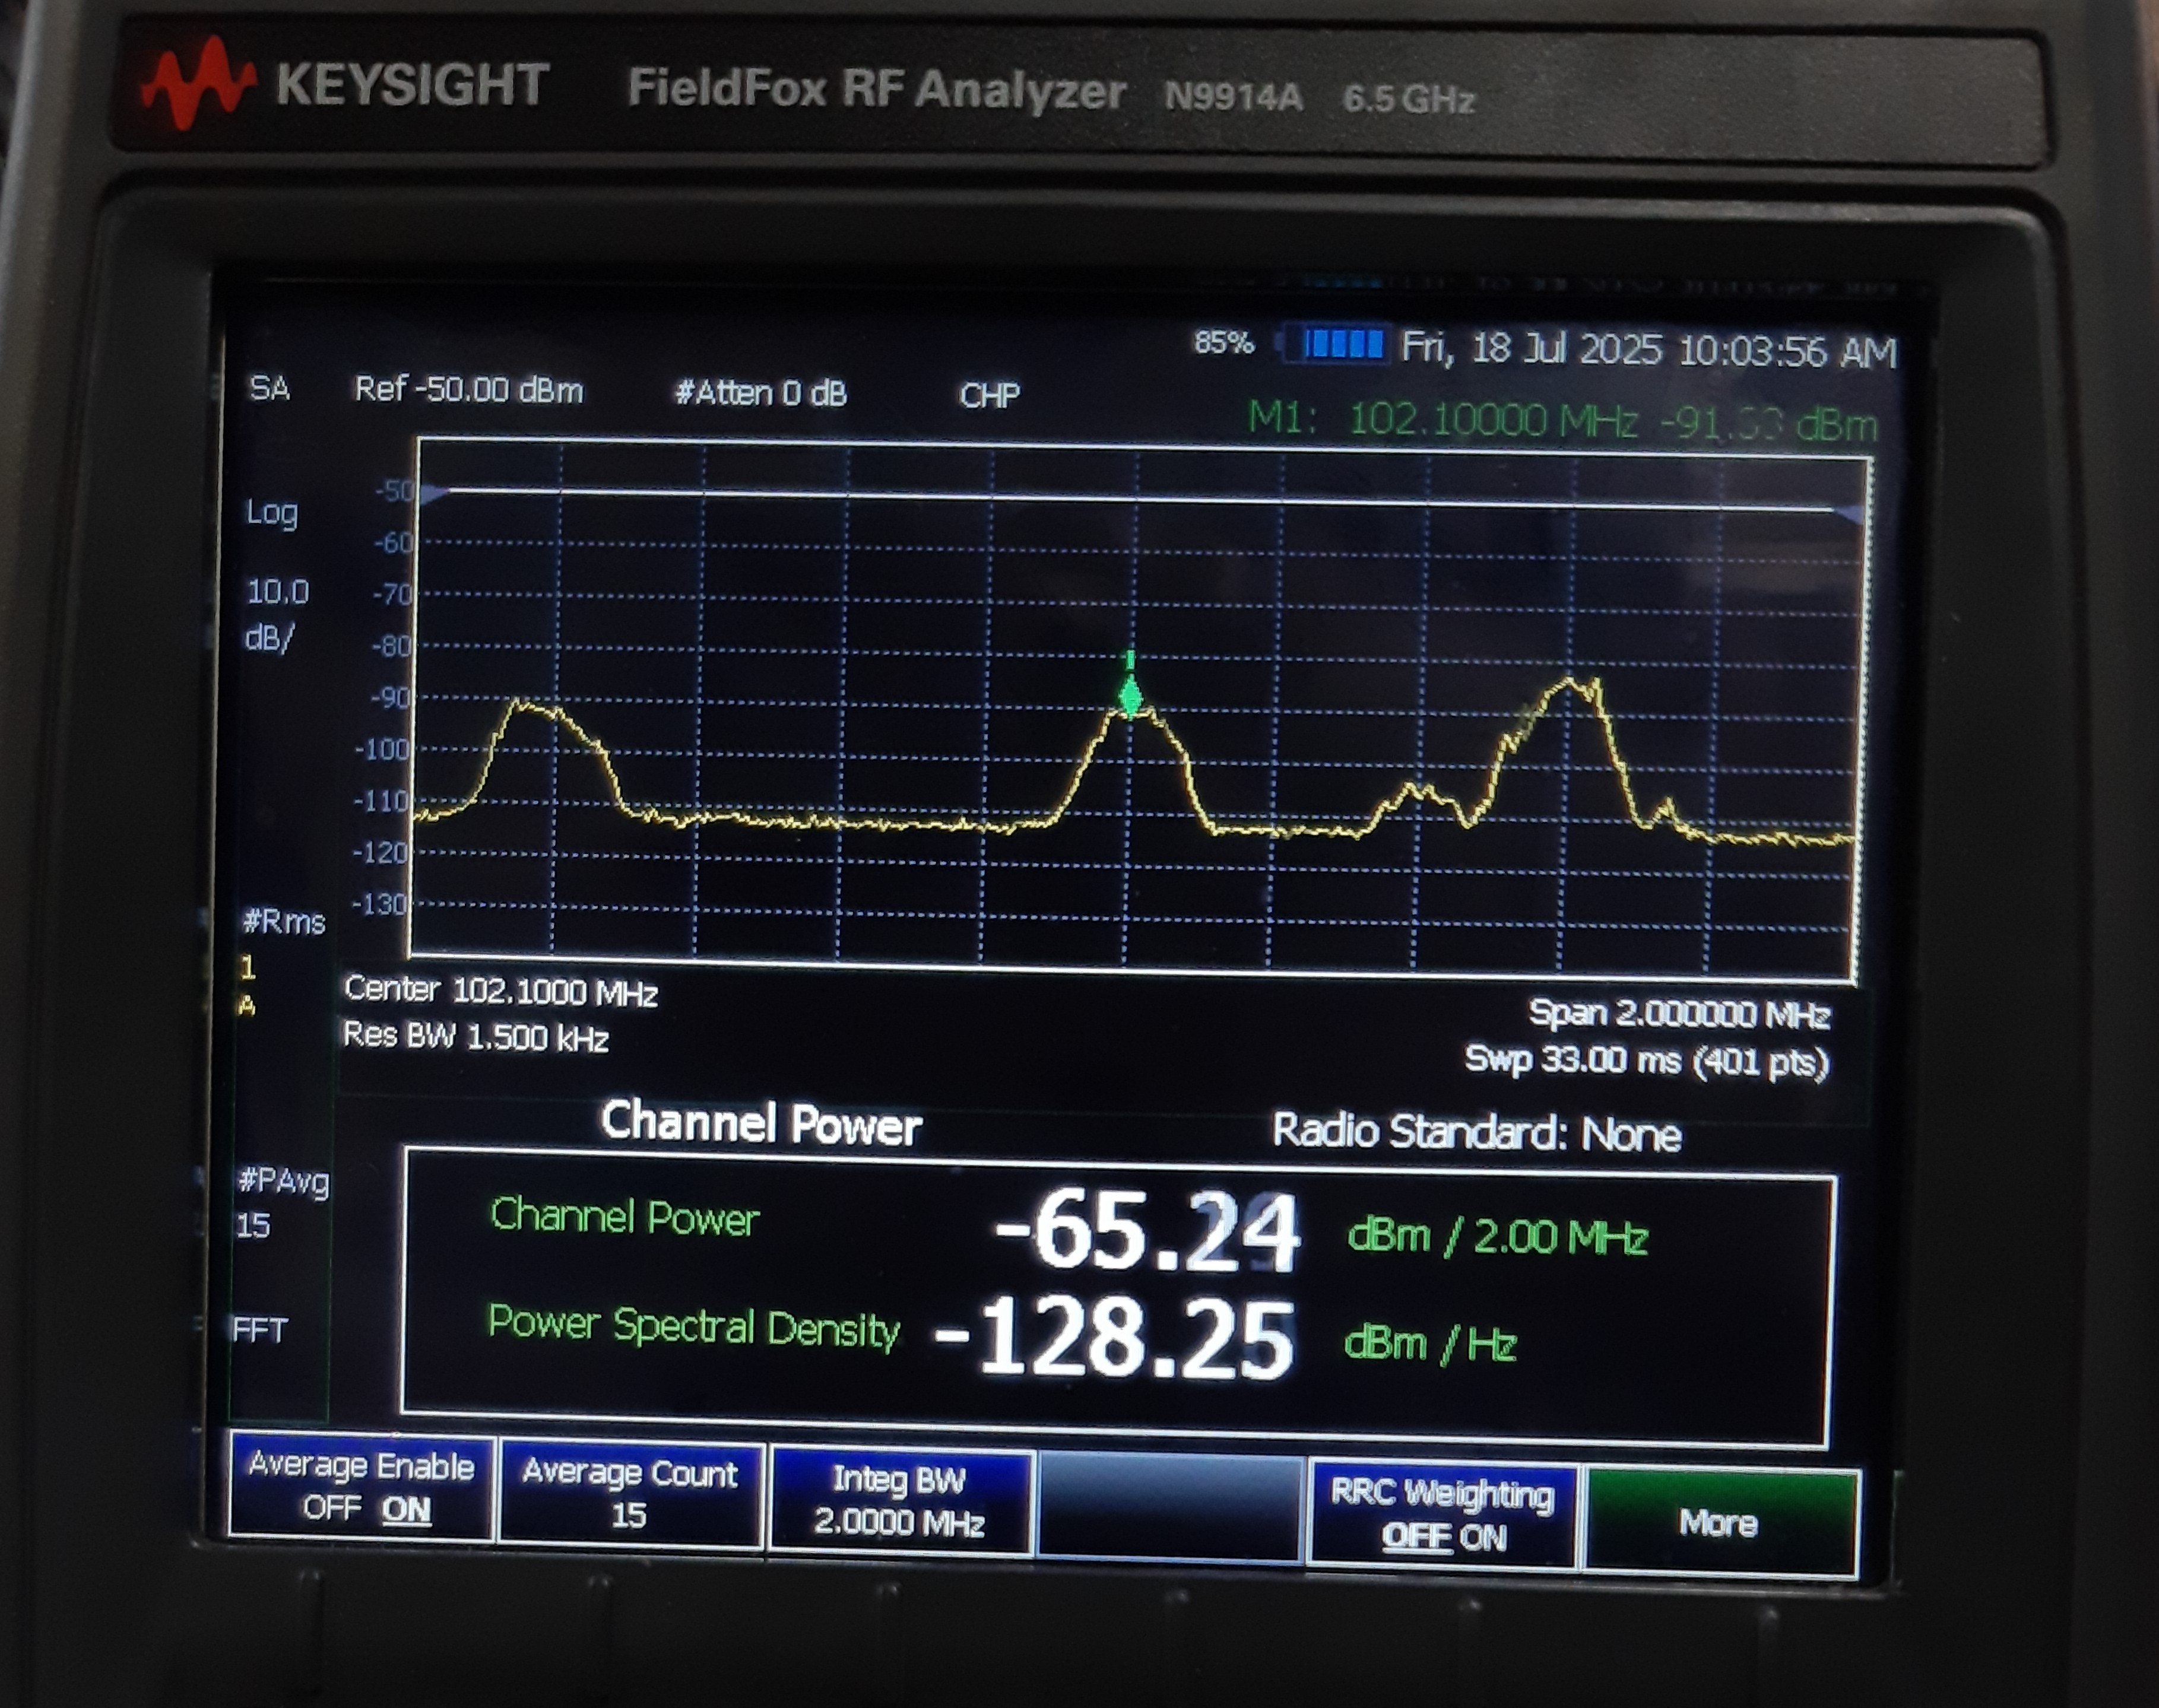 KEYSIGHT FieldFox RF Analyzer N9914A 6.5 GHz
85% Fri, 18 Jul 2025 10:03:56 AM
SA Ref -50.00 dBm #Atten 0 dB CHP
M1: 102.10000 MHz dBm
Log
10.0
dB/
-50
-60
-70
-80
-90
-100
-110
-120
-130
#Rms
1
A
Center 102.1000 MHz
Res BW 1.500 kHz
Span 2.000000 MHz
Swp 33.00 ms (401 pts)
Channel Power Radio Standard: None
#PAvg
15
FFT
Channel Power -65.24 dBm / 2.00 MHz
Power Spectral Density -128.25 dBm / Hz
Average Enable
OFF ON
Average Count
15
Integ BW
2.0000 MHz
RRC Weighting
OFF ON
More